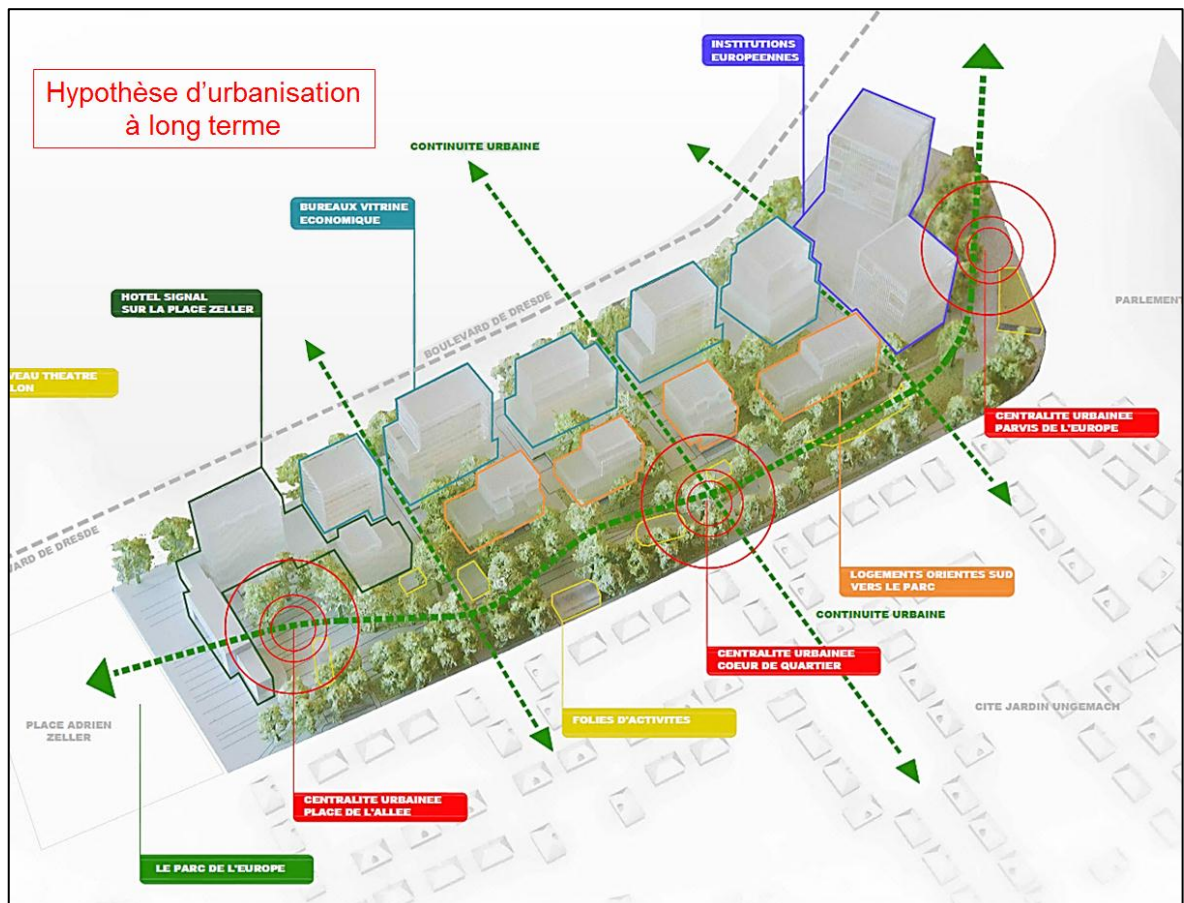 Hypothèse d'urbanisation
à long terme
INSTITUTIONS
EUROPEENNES
CONTINUITE URBAINE
BUREAUX VITRINE
ECONOMIQUE
HOTEL SIGNAL
SUR LA PLACE ZELLER
BOULEVARD DE DRESDE
PARLEMENT
VEAU THEATRE
LON
CENTRALITE URBAINEE
PARVIS DE L'EUROPE
VARD DE DRESDE
LOGEMENTS ORIENTES SUD
VERS LE PARC
CONTINUITE URBAINE
CENTRALITE URBAINEE
COEUR DE QUARTIER
CITE JARDIN UNGEMACH
FOLIES D'ACTIVITES
PLACE ADRIEN
ZELLER
CENTRALITE URBAINEE
PLACE DE L'ALLEE
LE PARC DE L'EUROPE